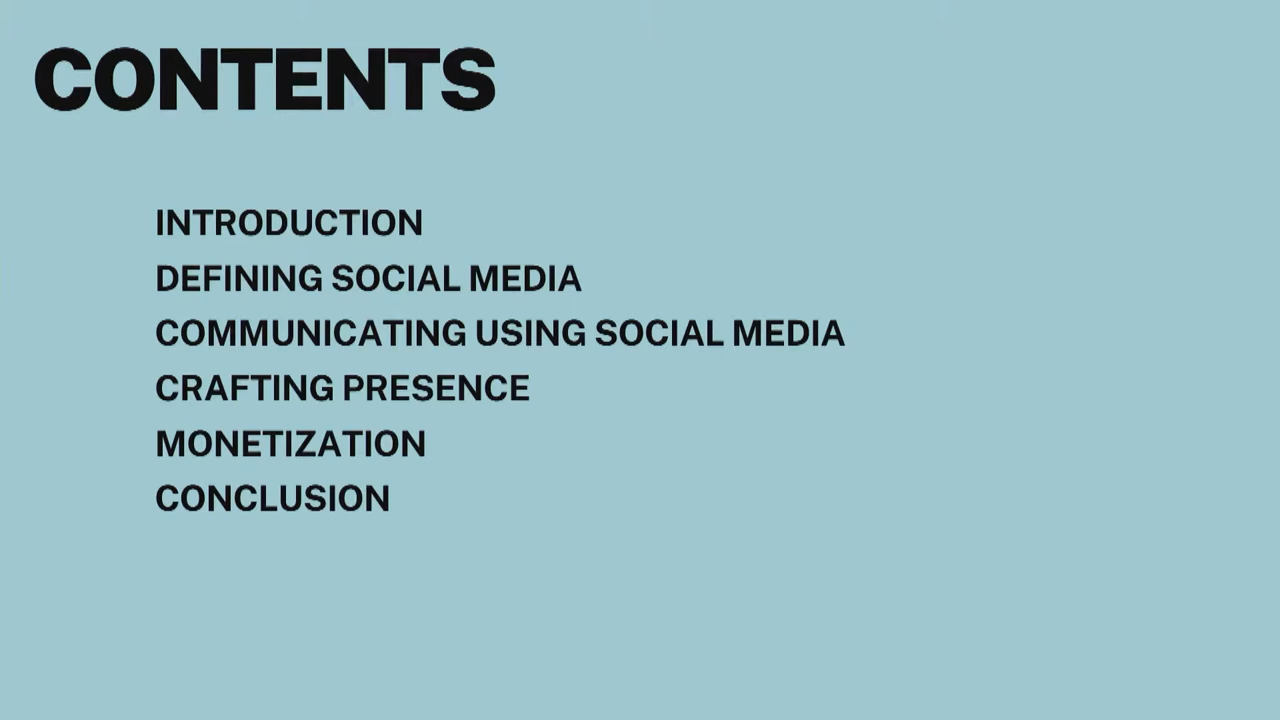 CONTENTS
INTRODUCTION
DEFINING SOCIAL MEDIA
COMMUNICATING USING SOCIAL MEDIA
CRAFTING PRESENCE
MONETIZATION
CONCLUSION